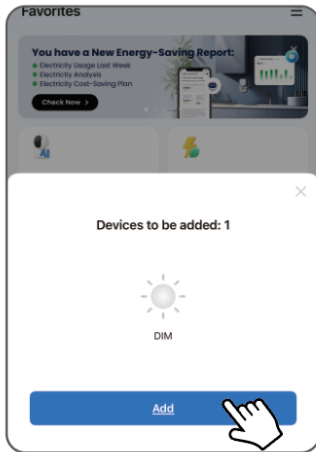 Favorites
You have a New Energy-Saving Report:
Electricity Usage Last Week
Electricity Analysis
Electricity Cost-Saving Plan
Check Now >
AI
Devices to be added: 1
DIM
Add